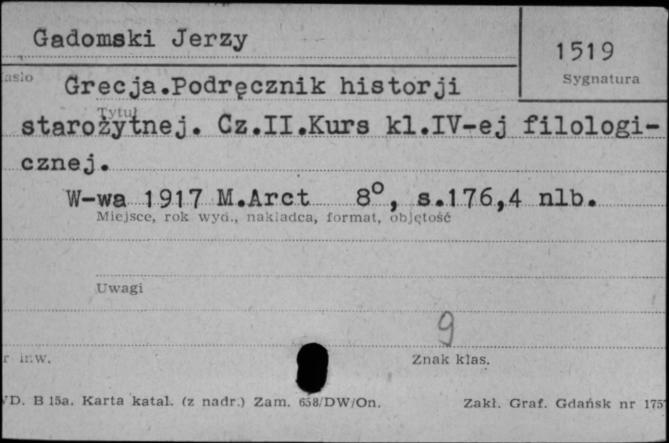 Gadomski Jerzy
1519
asło
Sygnatura
Grecja.Podręcznik historji
Tytuł
starożytnej. Cz.II.Kurs kl.IV-ej filologi-
cznej.
W-wa 1917 M.Arct 8°, s.176,4 nlb.
Miejsce, rok wyd., nakładca, format, objętość
Uwagi
9
r inw.
Znak klas.
D. B 15a. Karta katal. (z nadr.) Zam. 658/DW/On.
Zakł. Graf. Gdańsk nr 175